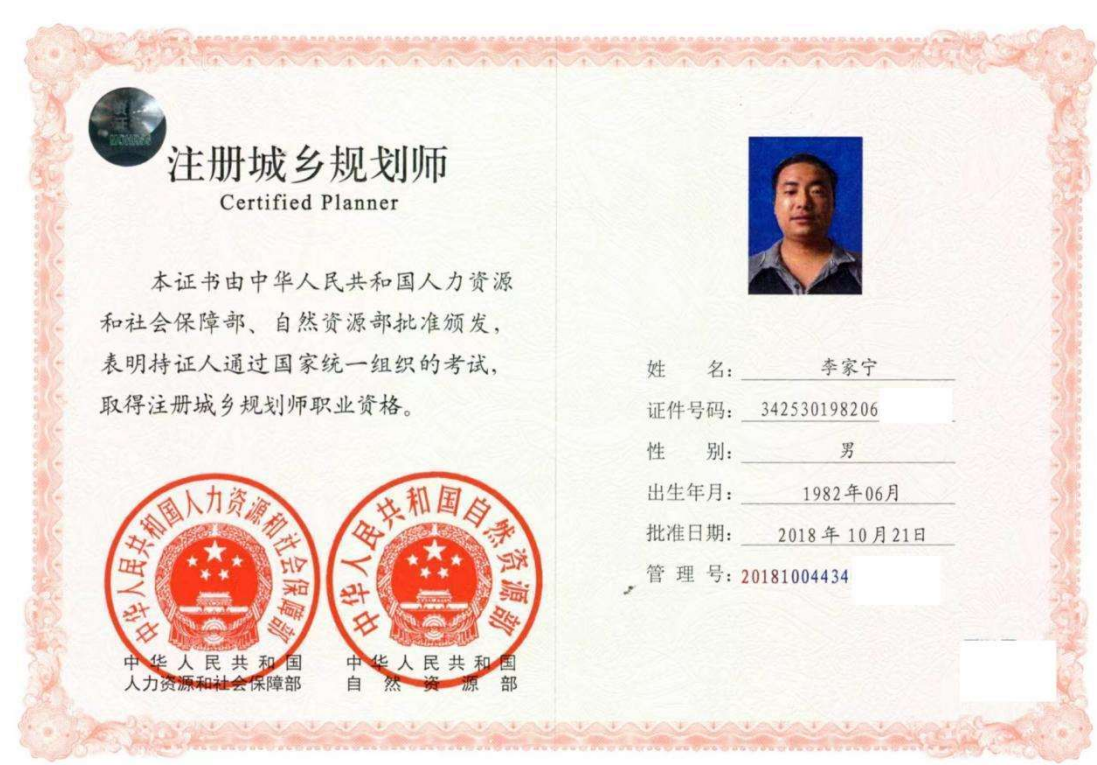 注册城乡规划师
Certified Planner
本证书由中华人民共和国人力资源
和社会保障部、自然资源部批准颁发，
表明持证人通过国家统一组织的考试，
取得注册城乡规划师职业资格。
中华人民共和国人力资源和社会保障部
中华人民共和国自然资源部
中华人民共和国
人力资源和社会保障部
中华人民共和国
自然资源部
姓 名： 李家宁
证件号码： 342530198206
性 别： 男
出生年月： 1982年06月
批准日期： 2018年10月21日
管 理 号： 20181004434